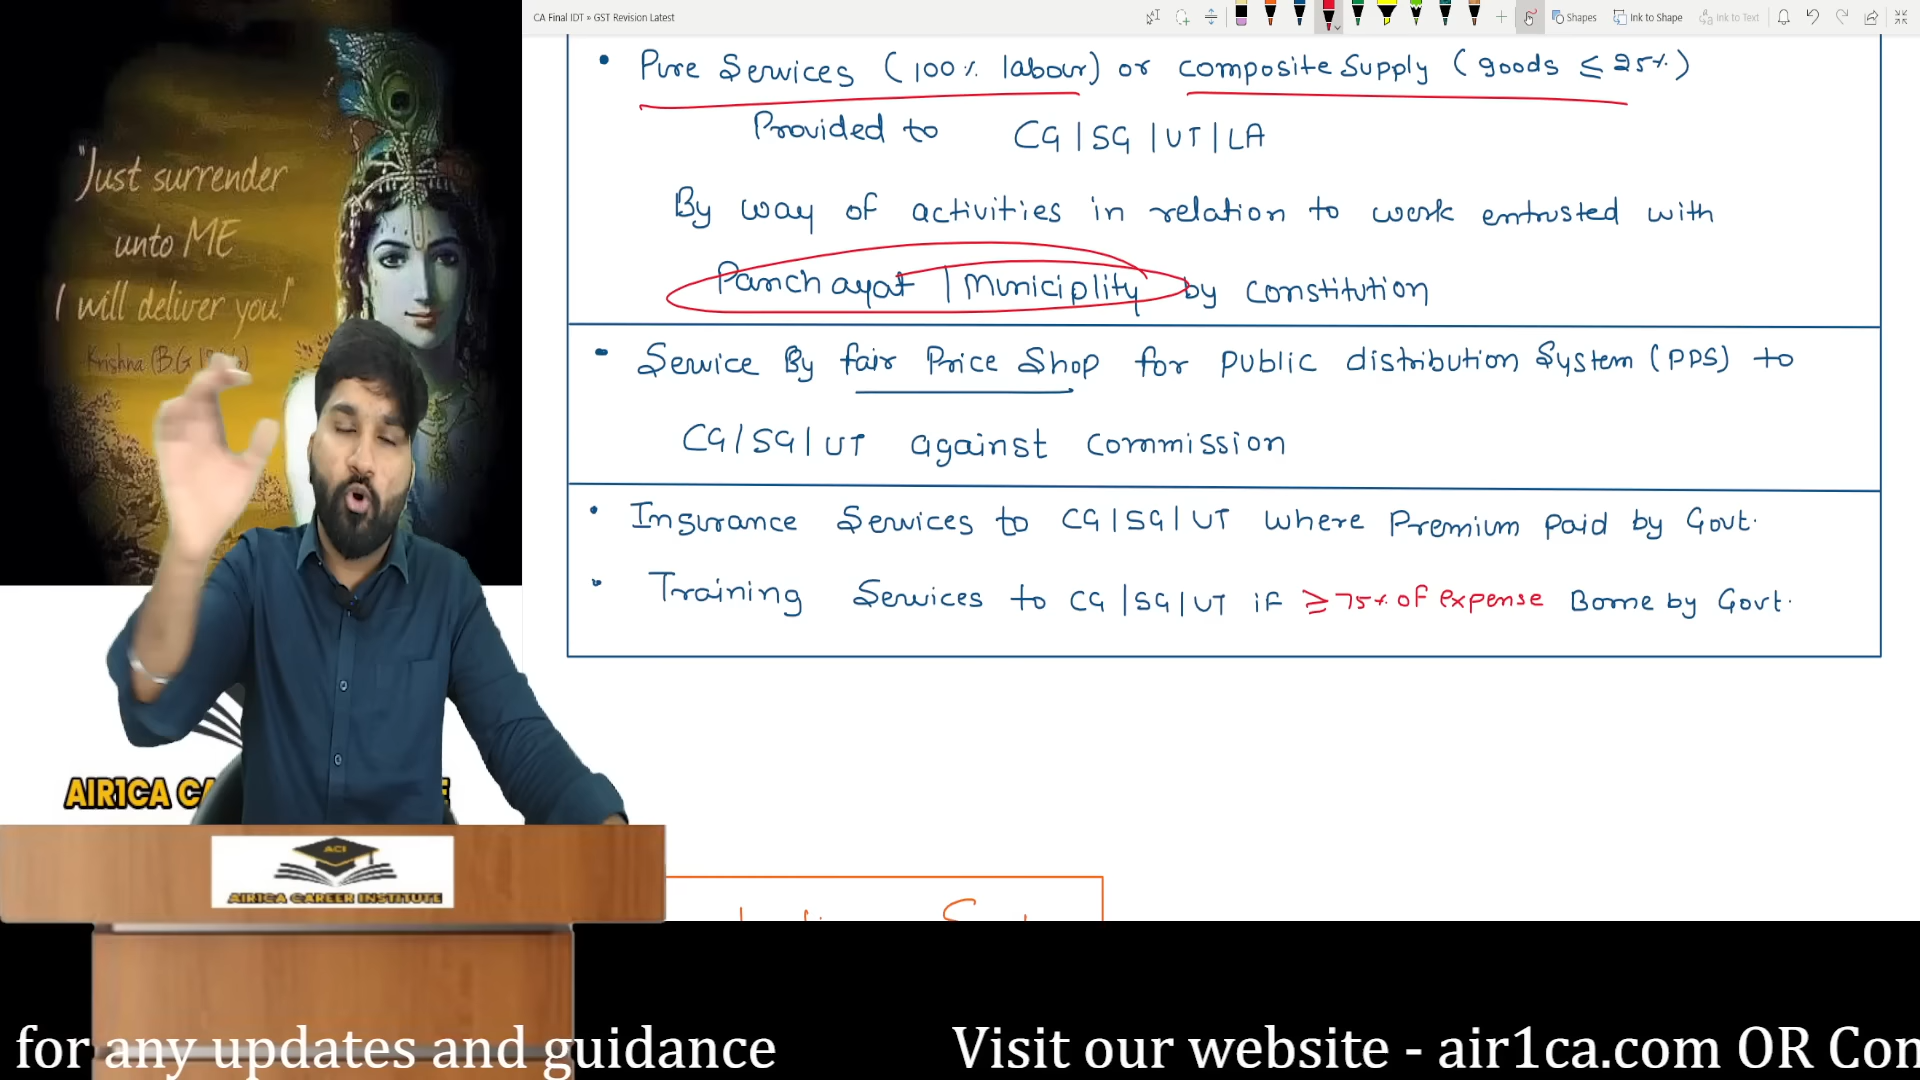 CA Final IDT » GST Revision Latest
Shapes
Ink to Shape
Ink to Text
• Pure Services (100% labour) or composite Supply (goods ≤ 25%)
Provided to CG|SG|UT|LA
By way of activities in relation to work entrusted with
Panchayat | Municiplity by constitution
• Service By fair Price Shop for Public distribution System (PDS) to
CG|SG|UT against Commission
• Insurance Services to CG|SG|UT where Premium Paid by Govt.
• Training Services to CG|SG|UT if ≥75% of expense Borne by Govt.
"Just surrender
unto ME
I will deliver you!"
Krishna (B.G
AIR1CA CA
ACI
AIR1CA CAREER INSTITUTE
for any updates and guidance Visit our website - air1ca.com OR Con